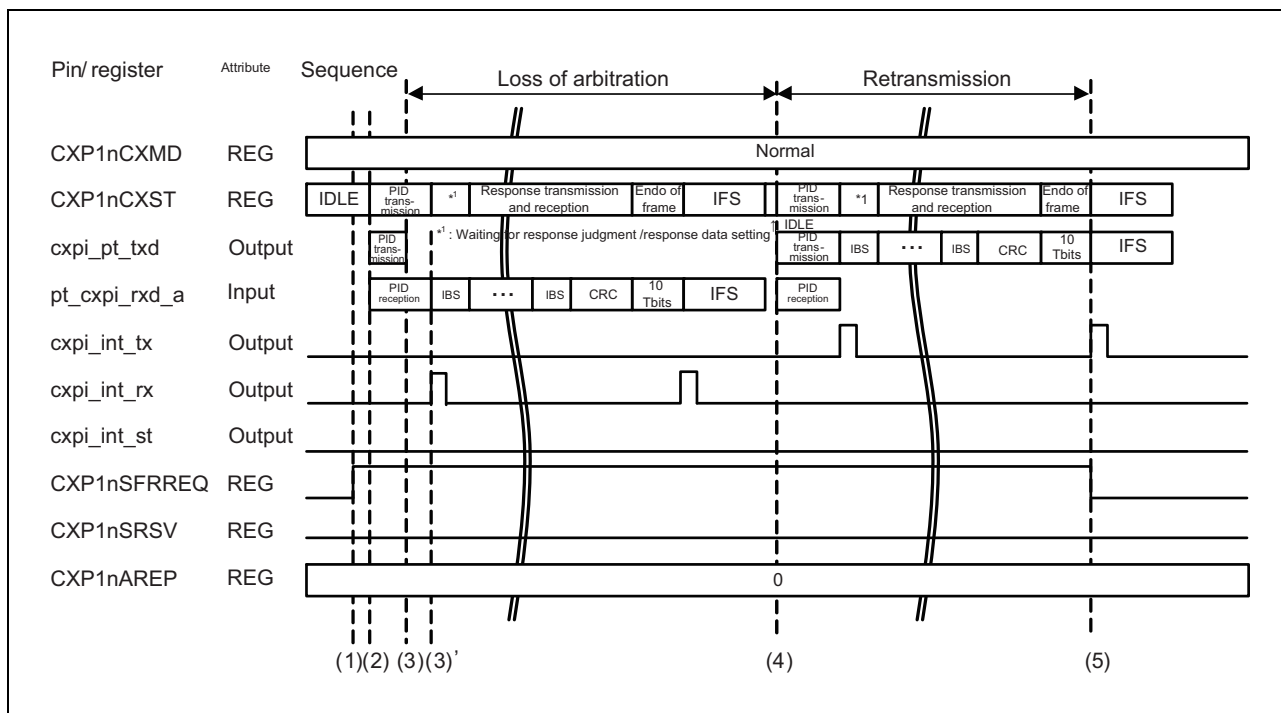 Pin/ register Attribute Sequence
Loss of arbitration Retransmission
CXP1nCXMD REG Normal
CXP1nCXST REG IDLE PID trans-mission *1 Response transmission and reception Endo of frame IFS PID trans-mission *1 Response transmission and reception Endo of frame IFS
*1 : Waiting for response judgment /response data setting IDLE
cxpi_pt_txd Output PID trans-mission PID trans-mission IBS ··· IBS CRC 10 Tbits IFS
pt_cxpi_rxd_a Input PID reception IBS ··· IBS CRC 10 Tbits IFS PID reception
cxpi_int_tx Output
cxpi_int_rx Output
cxpi_int_st Output
CXP1nSFRREQ REG
CXP1nSRSV REG
CXP1nAREP REG 0
(1) (2) (3) (3)' (4) (5)